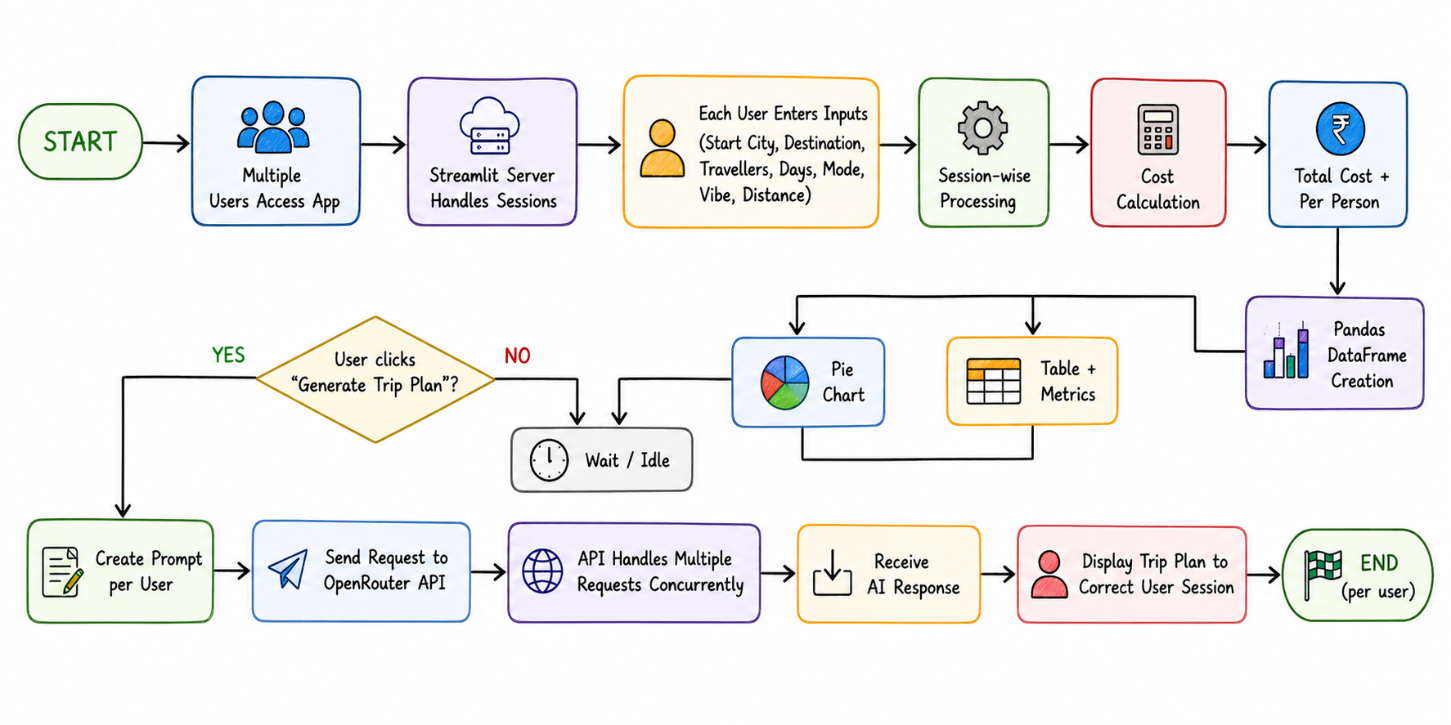 START
Multiple
Users Access App
Streamlit Server
Handles Sessions
Each User Enters Inputs
(Start City, Destination,
Travellers, Days, Mode,
Vibe, Distance)
Session-wise
Processing
Cost
Calculation
₹
Total Cost +
Per Person
Pandas
DataFrame
Creation
Pie
Chart
Table +
Metrics
YES
User clicks
“Generate Trip Plan”?
NO
Wait / Idle
Create Prompt
per User
Send Request to
OpenRouter API
API Handles Multiple
Requests Concurrently
Receive
AI Response
Display Trip Plan to
Correct User Session
END
(per user)